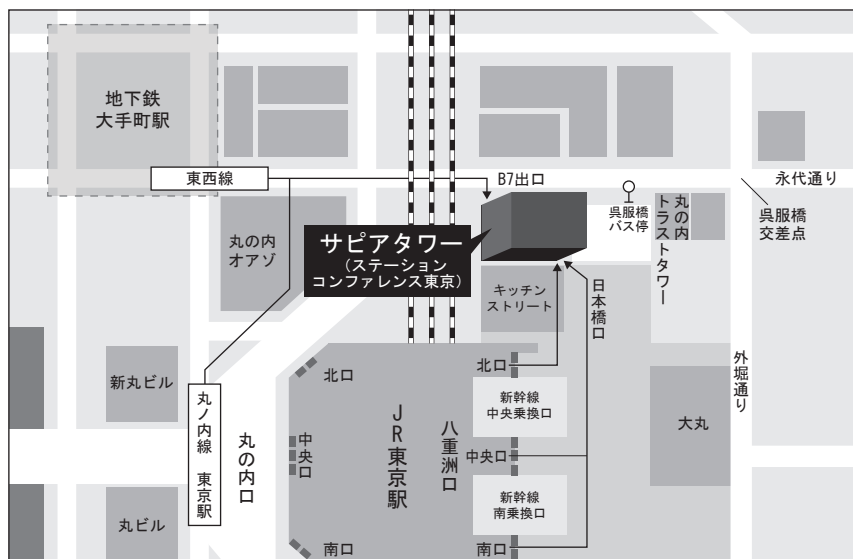 地下鉄
大手町駅
東西線
B7出口
永代通り
呉服橋
バス停
丸の内
トラストタワー
呉服橋
交差点
丸の内
オアゾ
サピアタワー
(ステーション
コンファレンス東京)
キッチン
ストリート
日本橋口
新丸ビル
北口
北口
新幹線
中央乗換口
外堀通り
丸ノ内線 東京駅
丸の内口
中央口
JR東京駅
八重洲口
中央口
大丸
新幹線
南乗換口
丸ビル
南口
南口